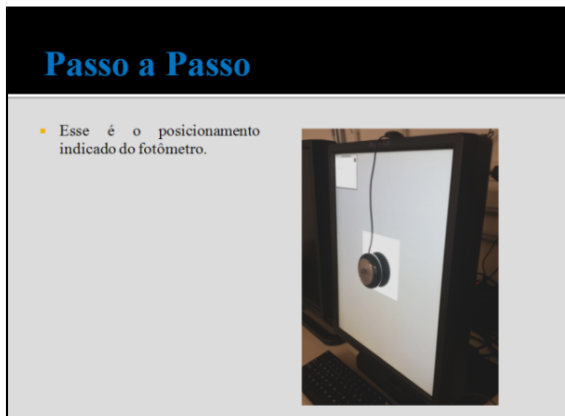 Passo a Passo
Esse é o posicionamento
indicado do fotômetro.